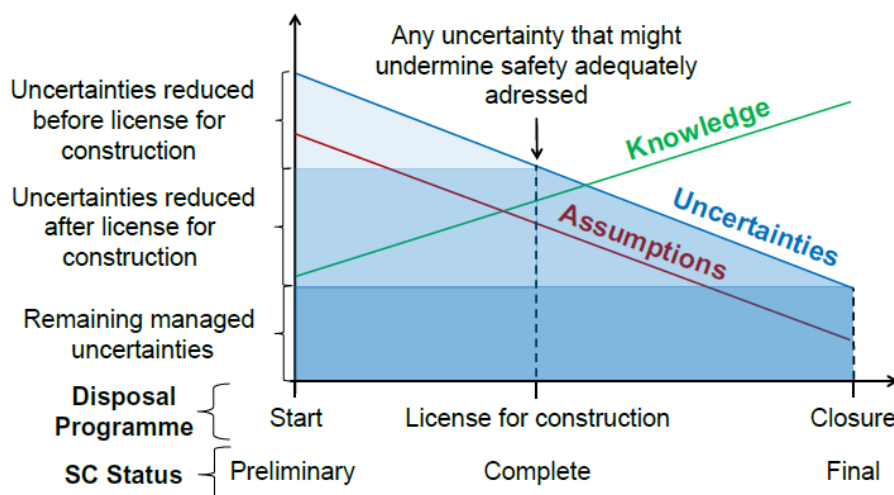 Any uncertainty that might
undermine safety adequately
adressed
Uncertainties reduced
before license for
construction
Knowledge
Uncertainties reduced
after license for
construction
Uncertainties
Assumptions
Remaining managed
uncertainties
Disposal
Programme
Start
License for construction
Closure
SC Status
Preliminary
Complete
Final